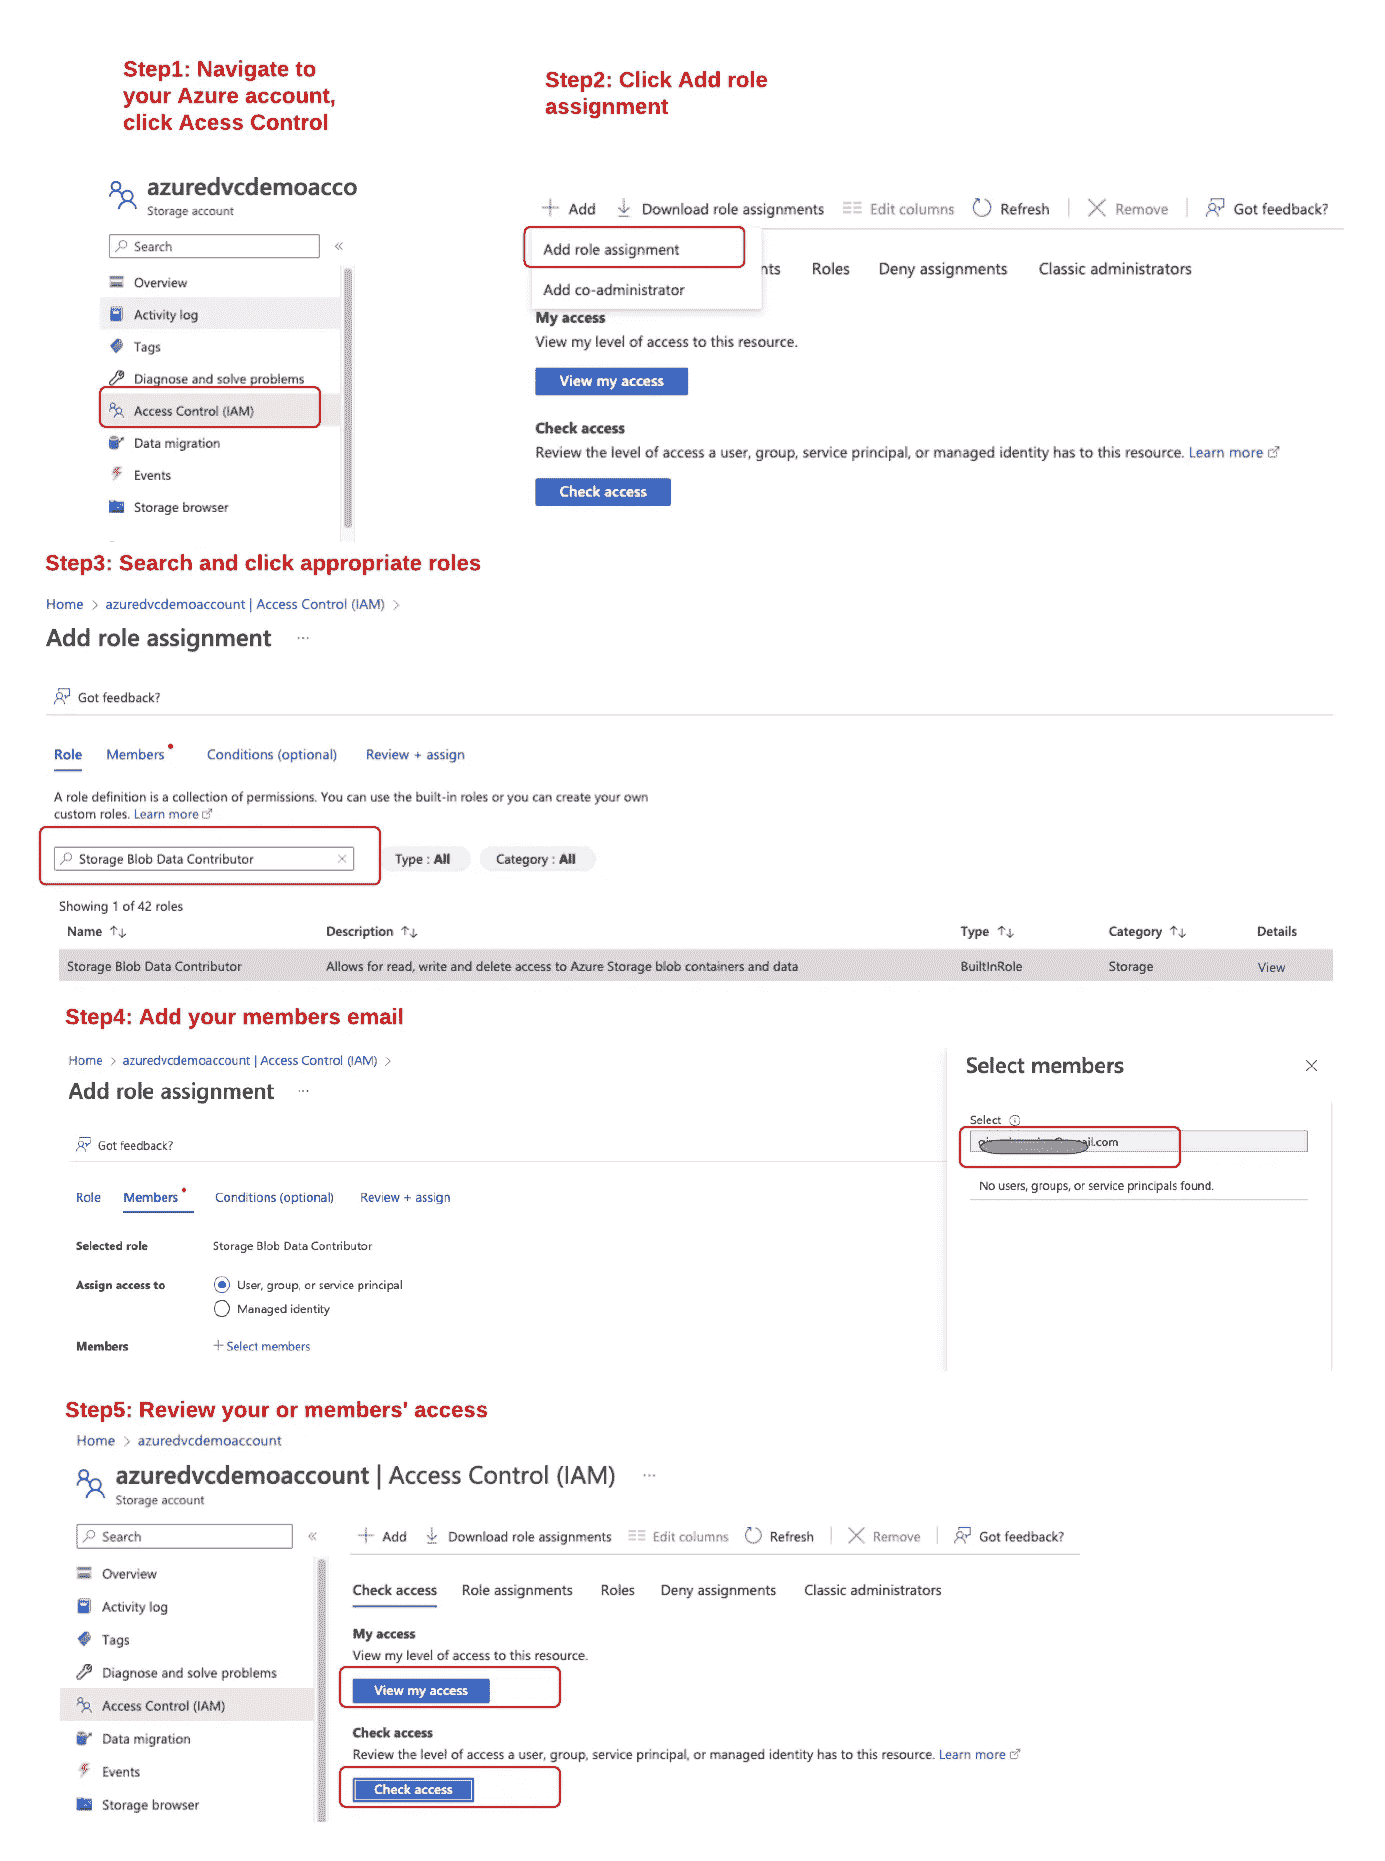 Step1: Navigate to
your Azure account,
click Acess Control
Step2: Click Add role
assignment
azuredvcdemoacco
Storage account
Search
«
Overview
Activity log
Tags
Diagnose and solve problems
Access Control (IAM)
Data migration
Events
Storage browser
+ Add Download role assignments Edit columns Refresh Remove Got feedback?
Add role assignment
nts Roles Deny assignments Classic administrators
Add co-administrator
My access
View my level of access to this resource.
View my access
Check access
Review the level of access a user, group, service principal, or managed identity has to this resource. Learn more
Check access
Step3: Search and click appropriate roles
Home > azuredvcdemoaccount | Access Control (IAM) >
Add role assignment ...
Got feedback?
Role Members Conditions (optional) Review + assign
A role definition is a collection of permissions. You can use the built-in roles or you can create your own
custom roles. Learn more
Storage Blob Data Contributor × Type : All Category : All
Showing 1 of 42 roles
Name ↑↓ Description ↑↓ Type ↑↓ Category ↑↓ Details
Storage Blob Data Contributor Allows for read, write and delete access to Azure Storage blob containers and data BuiltInRole Storage View
Step4: Add your members email
Home > azuredvcdemoaccount | Access Control (IAM) >
Add role assignment ...
Got feedback?
Role Members Conditions (optional) Review + assign
Selected role Storage Blob Data Contributor
Assign access to User, group, or service principal
Managed identity
Members + Select members
Select members ×
Select
il.com
No users, groups, or service principals found.
Step5: Review your or members' access
Home > azuredvcdemoaccount
azuredvcdemoaccount | Access Control (IAM) ...
Storage account
Search «
Overview
Activity log
Tags
Diagnose and solve problems
Access Control (IAM)
Data migration
Events
Storage browser
+ Add Download role assignments Edit columns Refresh Remove Got feedback?
Check access Role assignments Roles Deny assignments Classic administrators
My access
View my level of access to this resource.
View my access
Check access
Review the level of access a user, group, service principal, or managed identity has to this resource. Learn more
Check access